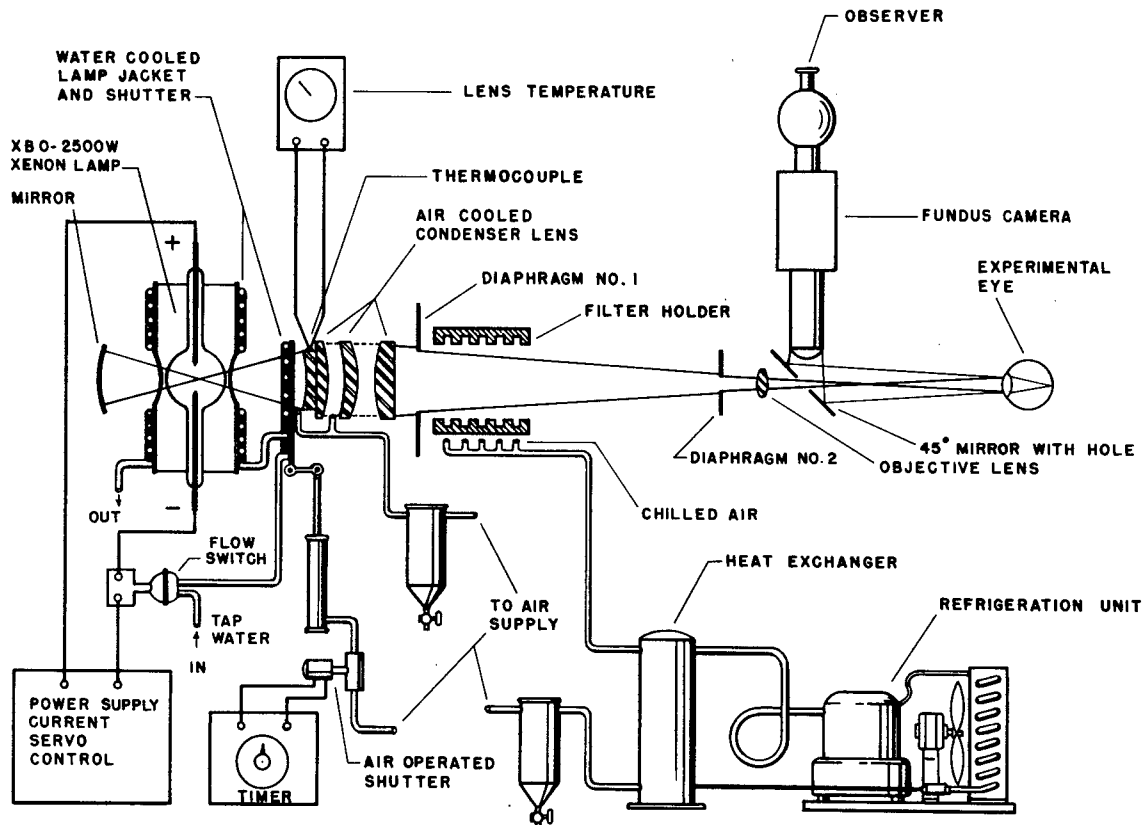 OBSERVER
WATER COOLED
LAMP JACKET
AND SHUTTER
LENS TEMPERATURE
XBO-2500W
XENON LAMP
MIRROR
THERMOCOUPLE
AIR COOLED
CONDENSER LENS
FUNDUS CAMERA
DIAPHRAGM NO. 1
EXPERIMENTAL
EYE
FILTER HOLDER
+
45° MIRROR WITH HOLE
DIAPHRAGM NO. 2
OBJECTIVE LENS
-
OUT
CHILLED AIR
FLOW
SWITCH
HEAT EXCHANGER
TAP
WATER
IN
TO AIR
SUPPLY
REFRIGERATION UNIT
POWER SUPPLY
CURRENT
SERVO
CONTROL
AIR OPERATED
SHUTTER
TIMER